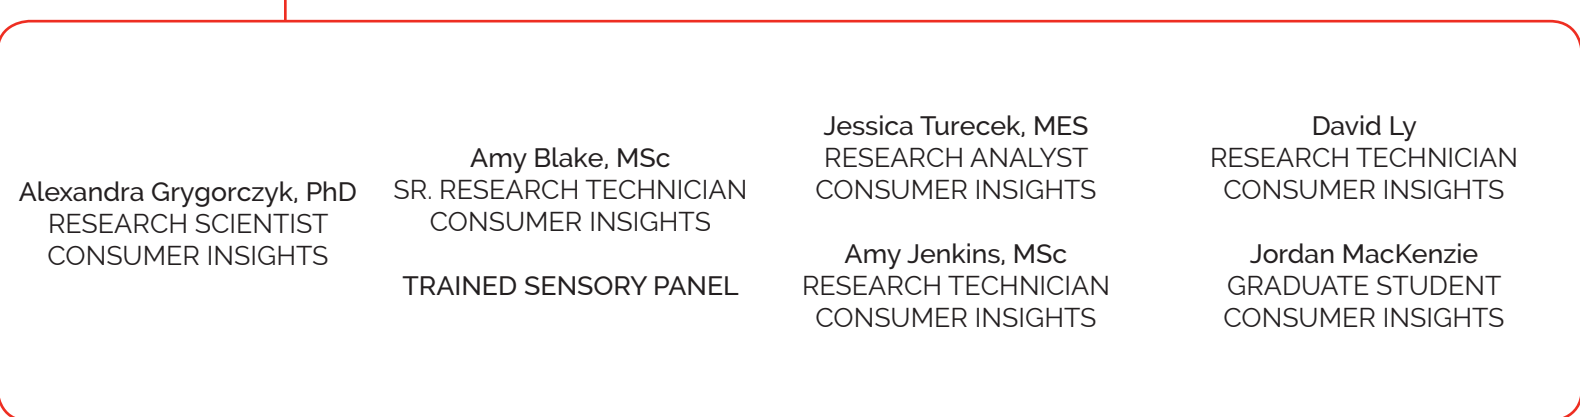 Alexandra Grygorczyk, PhD
RESEARCH SCIENTIST
CONSUMER INSIGHTS
Amy Blake, MSc
SR. RESEARCH TECHNICIAN
CONSUMER INSIGHTS
TRAINED SENSORY PANEL
Jessica Turecek, MES
RESEARCH ANALYST
CONSUMER INSIGHTS
Amy Jenkins, MSc
RESEARCH TECHNICIAN
CONSUMER INSIGHTS
David Ly
RESEARCH TECHNICIAN
CONSUMER INSIGHTS
Jordan MacKenzie
GRADUATE STUDENT
CONSUMER INSIGHTS